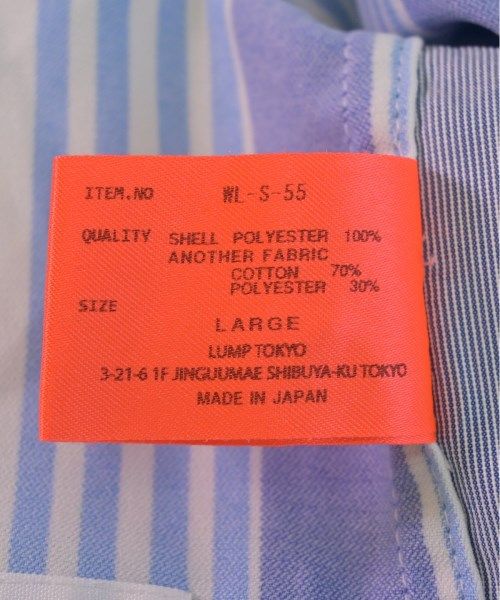 ITEM.NO WL-S-55
QUALITY SHELL POLYESTER 100%
ANOTHER FABRIC
COTTON 70%
POLYESTER 30%
SIZE
LARGE
LUMP TOKYO
3-21-6 1F JINGUUMAE SHIBUYA-KU TOKYO
MADE IN JAPAN